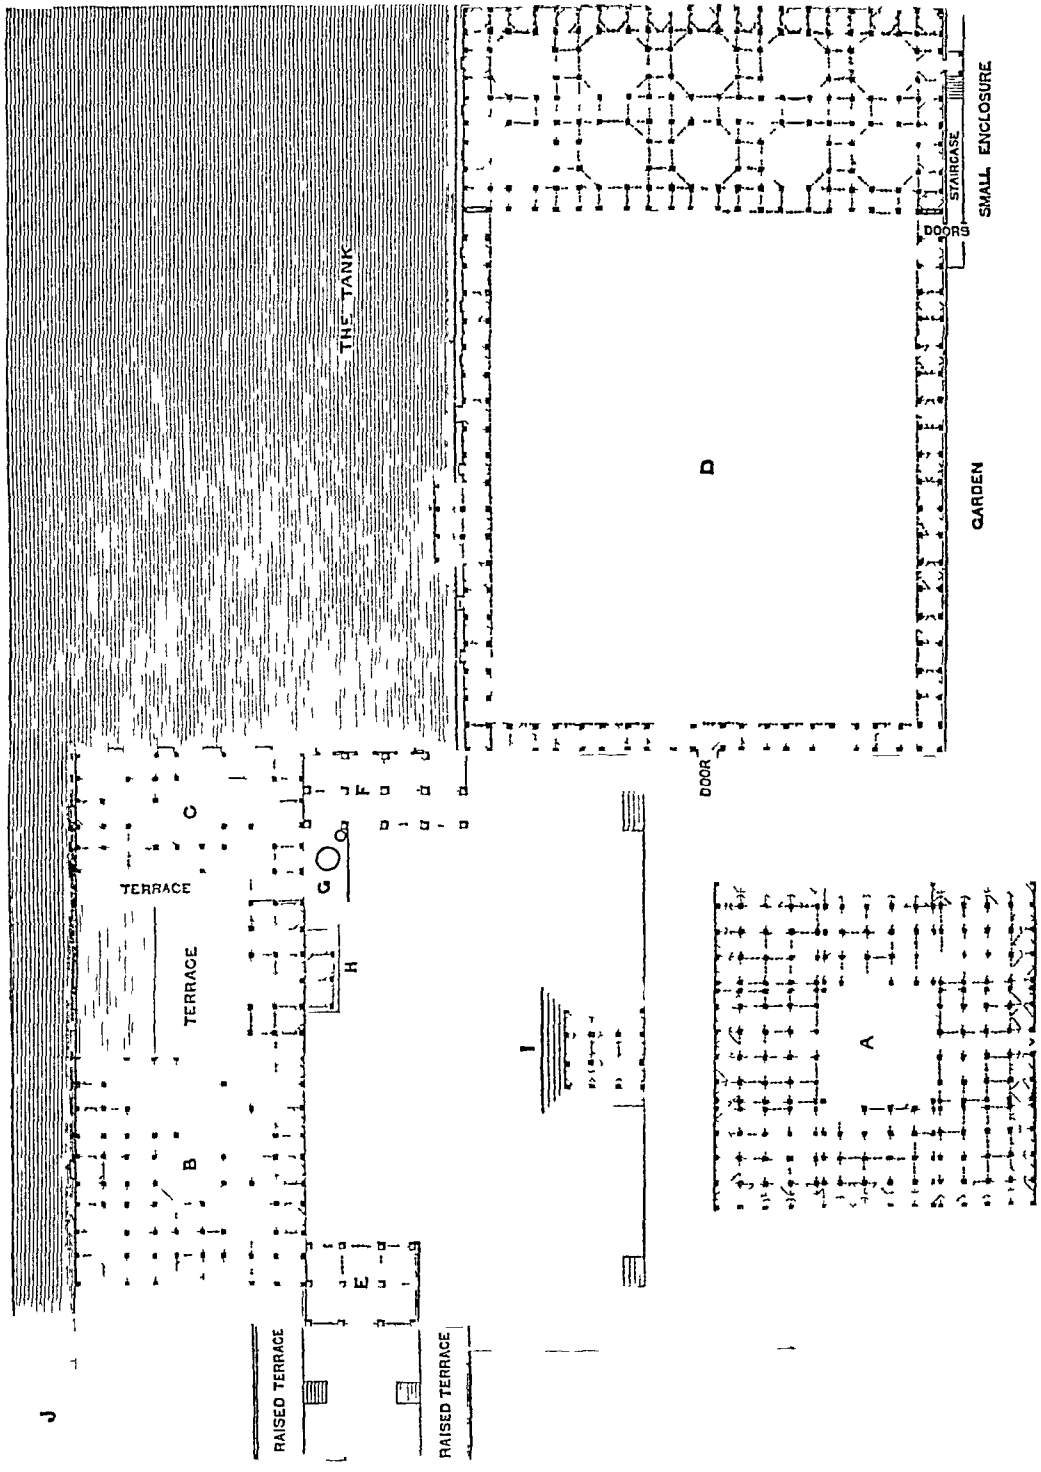 THE TANK
STAIRCASE
SMALL ENCLOSURE
DOORS
D
GARDEN
DOOR
C
F
G
TERRACE
TERRACE
H
I
A
B
E
RAISED TERRACE
RAISED TERRACE
J